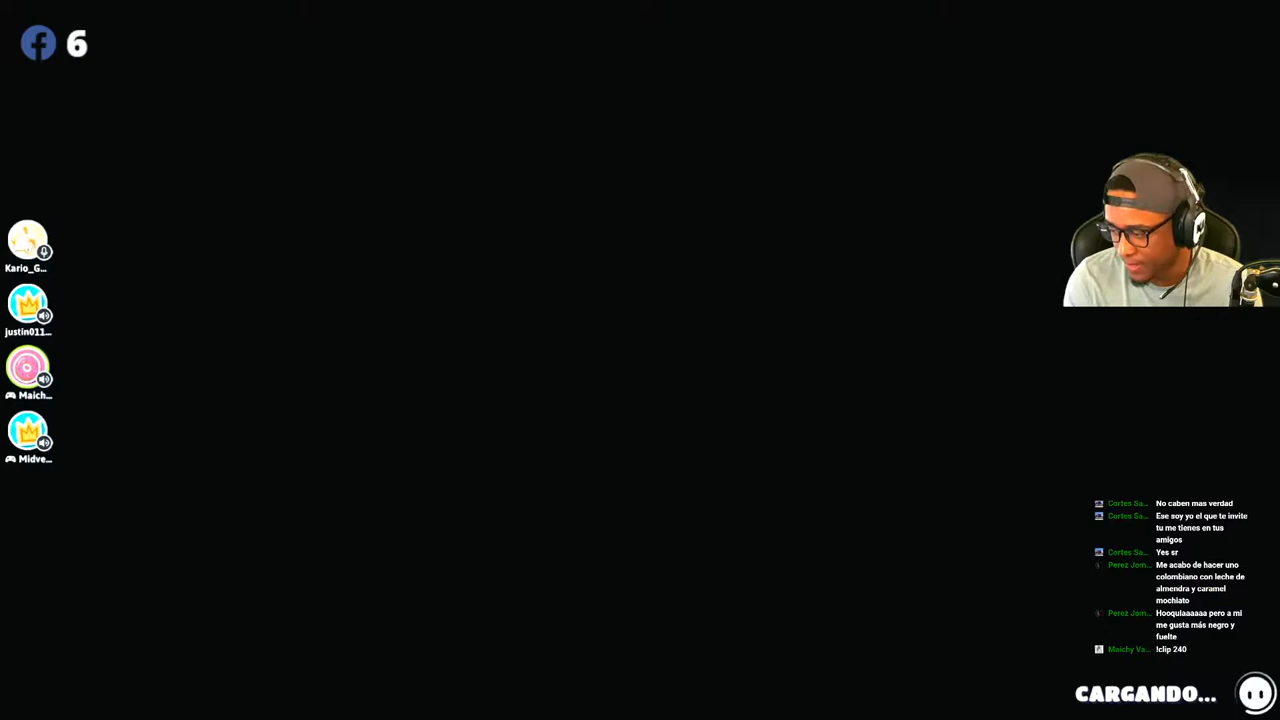 6
Kario_G...
justin011...
Maich...
Midve...
Cortes Sa... No caben mas verdad
Cortes Sa... Ese soy yo el que te invite
tu me tienes en tus
amigos
Cortes Sa... Yes sr
Perez Jom... Me acabo de hacer uno
colombiano con leche de
almendra y caramel
mochiato
Perez Jom... Hooqulaaaaaa pero a mi
me gusta más negro y
fuelte
Maichy Va... !clip 240
CARGANDO...